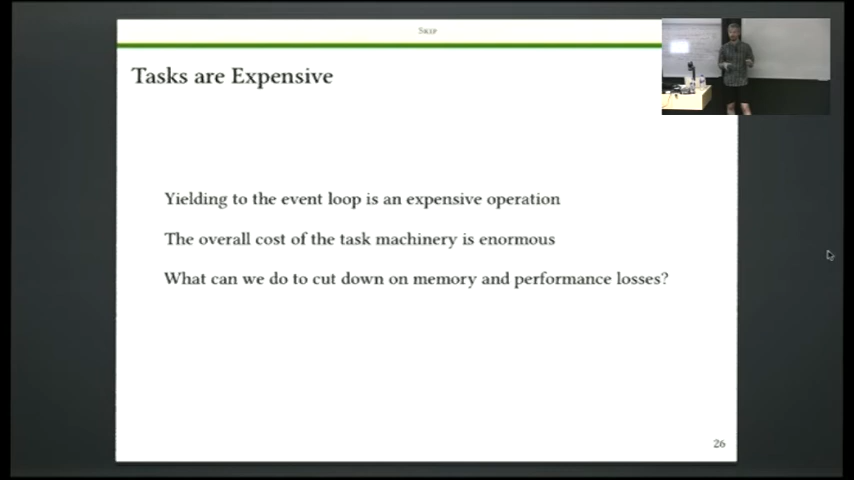 Skip
Tasks are Expensive
Yielding to the event loop is an expensive operation
The overall cost of the task machinery is enormous
What can we do to cut down on memory and performance losses?
26